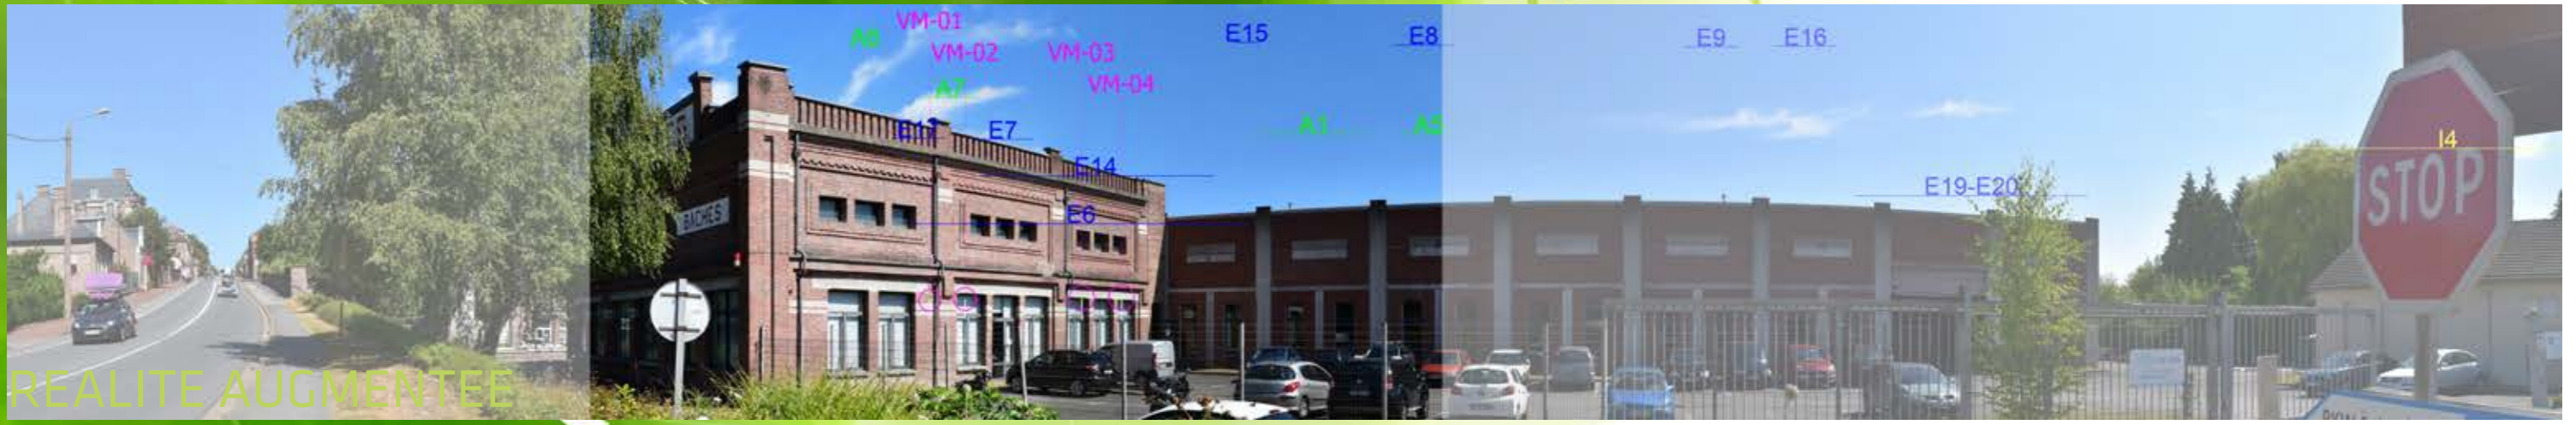 VM-01
A6
VM-02
VM-03
E15
E8
E9
E16
VM-04
A7
E17
E7
A1
A5
I4
E14
STOP
E19-E20
E6
BACHES
REALITE AUGMENTEE